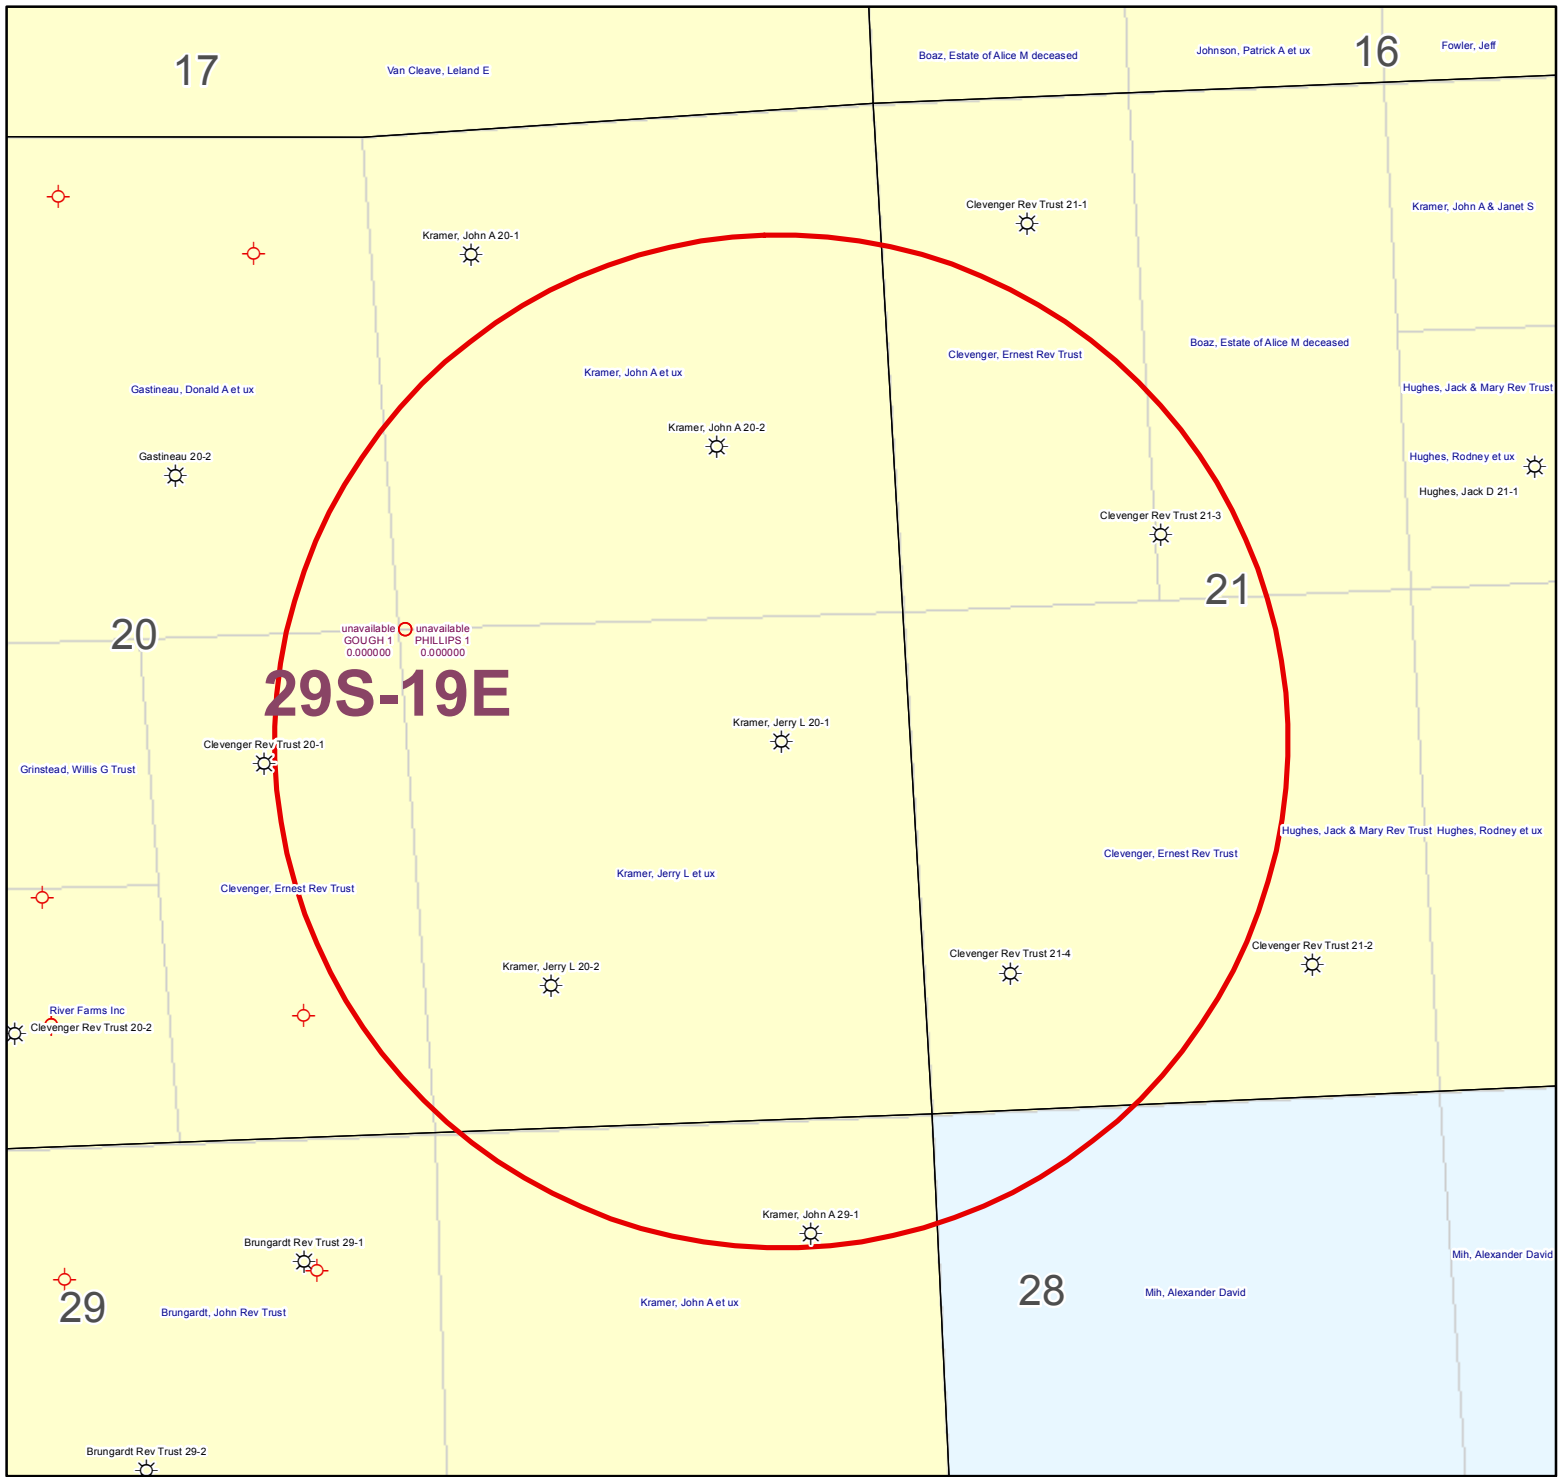 17
Van Cleave, Leland E
Boaz, Estate of Alice M deceased
Johnson, Patrick A et ux
16
Fowler, Jeff
Clevenger Rev Trust 21-1
Kramer, John A & Janet S
Kramer, John A 20-1
Boaz, Estate of Alice M deceased
Clevenger, Ernest Rev Trust
Kramer, John A et ux
Gastineau, Donald A et ux
Hughes, Jack & Mary Rev Trust
Kramer, John A 20-2
Gastineau 20-2
Hughes, Rodney et ux
Hughes, Jack D 21-1
Clevenger Rev Trust 21-3
21
20
unavailable
GOUGH 1
0.000000
unavailable
PHILLIPS 1
0.000000
29S-19E
Kramer, Jerry L 20-1
Clevenger Rev Trust 20-1
Grinstead, Willis G Trust
Hughes, Jack & Mary Rev Trust
Hughes, Rodney et ux
Clevenger, Ernest Rev Trust
Kramer, Jerry L et ux
Clevenger, Ernest Rev Trust
Clevenger Rev Trust 21-2
Clevenger Rev Trust 21-4
Kramer, Jerry L 20-2
River Farms Inc
Clevenger Rev Trust 20-2
Kramer, John A 29-1
Brungardt Rev Trust 29-1
Mih, Alexander David
28
Mih, Alexander David
29
Brungardt, John Rev Trust
Kramer, John A et ux
Brungardt Rev Trust 29-2